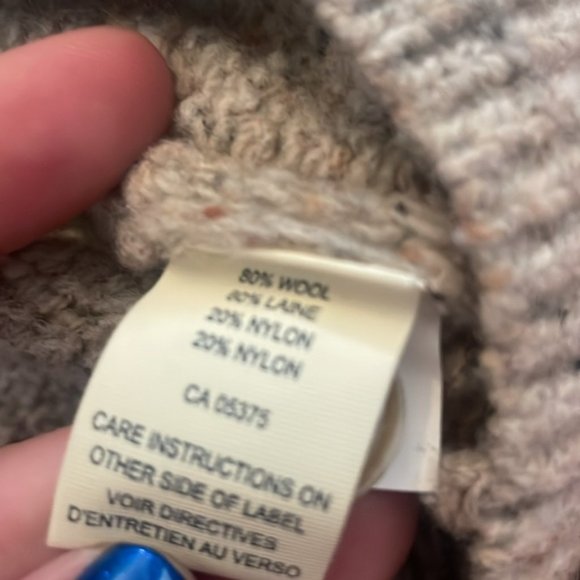 80% WOOL
80% LAINE
20% NYLON
20% NYLON
CA 05375
CARE INSTRUCTIONS ON
OTHER SIDE OF LABEL
VOIR DIRECTIVES
D'ENTRETIEN AU VERSO